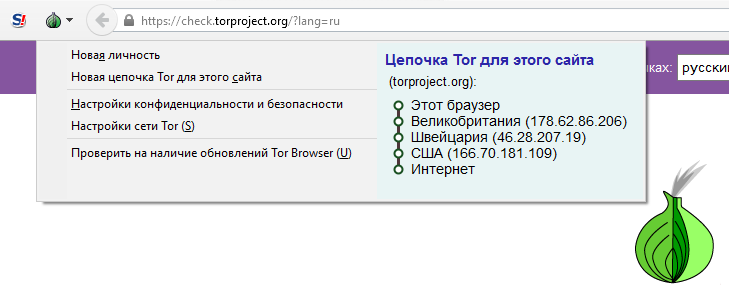 S!
https://check.torproject.org/?lang=ru
Новая личность
Новая цепочка Tor для этого сайта
Настройки конфиденциальности и безопасности
Настройки сети Tor (S)
Проверить на наличие обновлений Tor Browser (U)
Цепочка Tor для этого сайта
(torproject.org):
Этот браузер
Великобритания (178.62.86.206)
Швейцария (46.28.207.19)
США (166.70.181.109)
Интернет
ках: русски